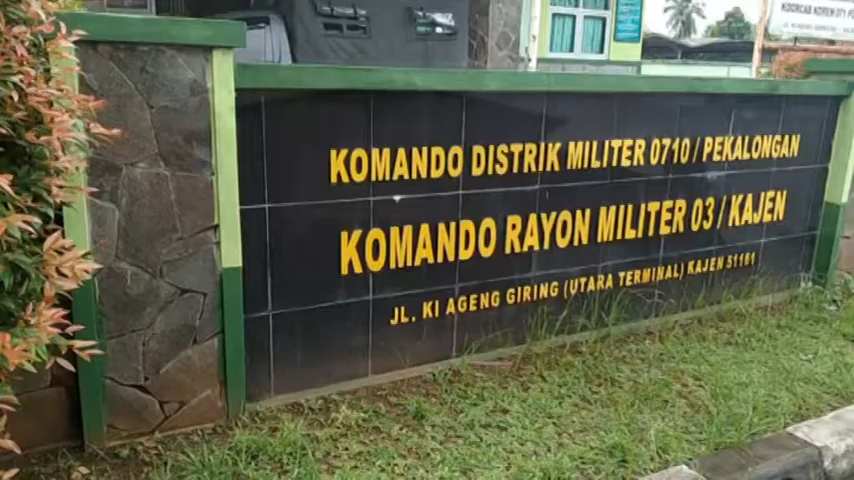 KOMANDO DISTRIK MILITER 0710 / PEKALONGAN
KOMANDO RAYON MILITER 03 / KAJEN
JL. KI AGENG GIRING (UTARA TERMINAL) KAJEN 51161